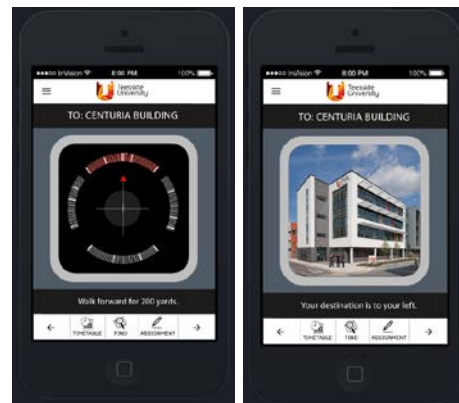 InVision 8:00 PM 100%
Teesside
University
TO: CENTURIA BUILDING
Walk forward for 200 yards.
TIMETABLE FIND ASSIGNMENT
InVision 8:00 PM 100%
Teesside
University
TO: CENTURIA BUILDING
Your destination is to your left.
TIMETABLE FIND ASSIGNMENT